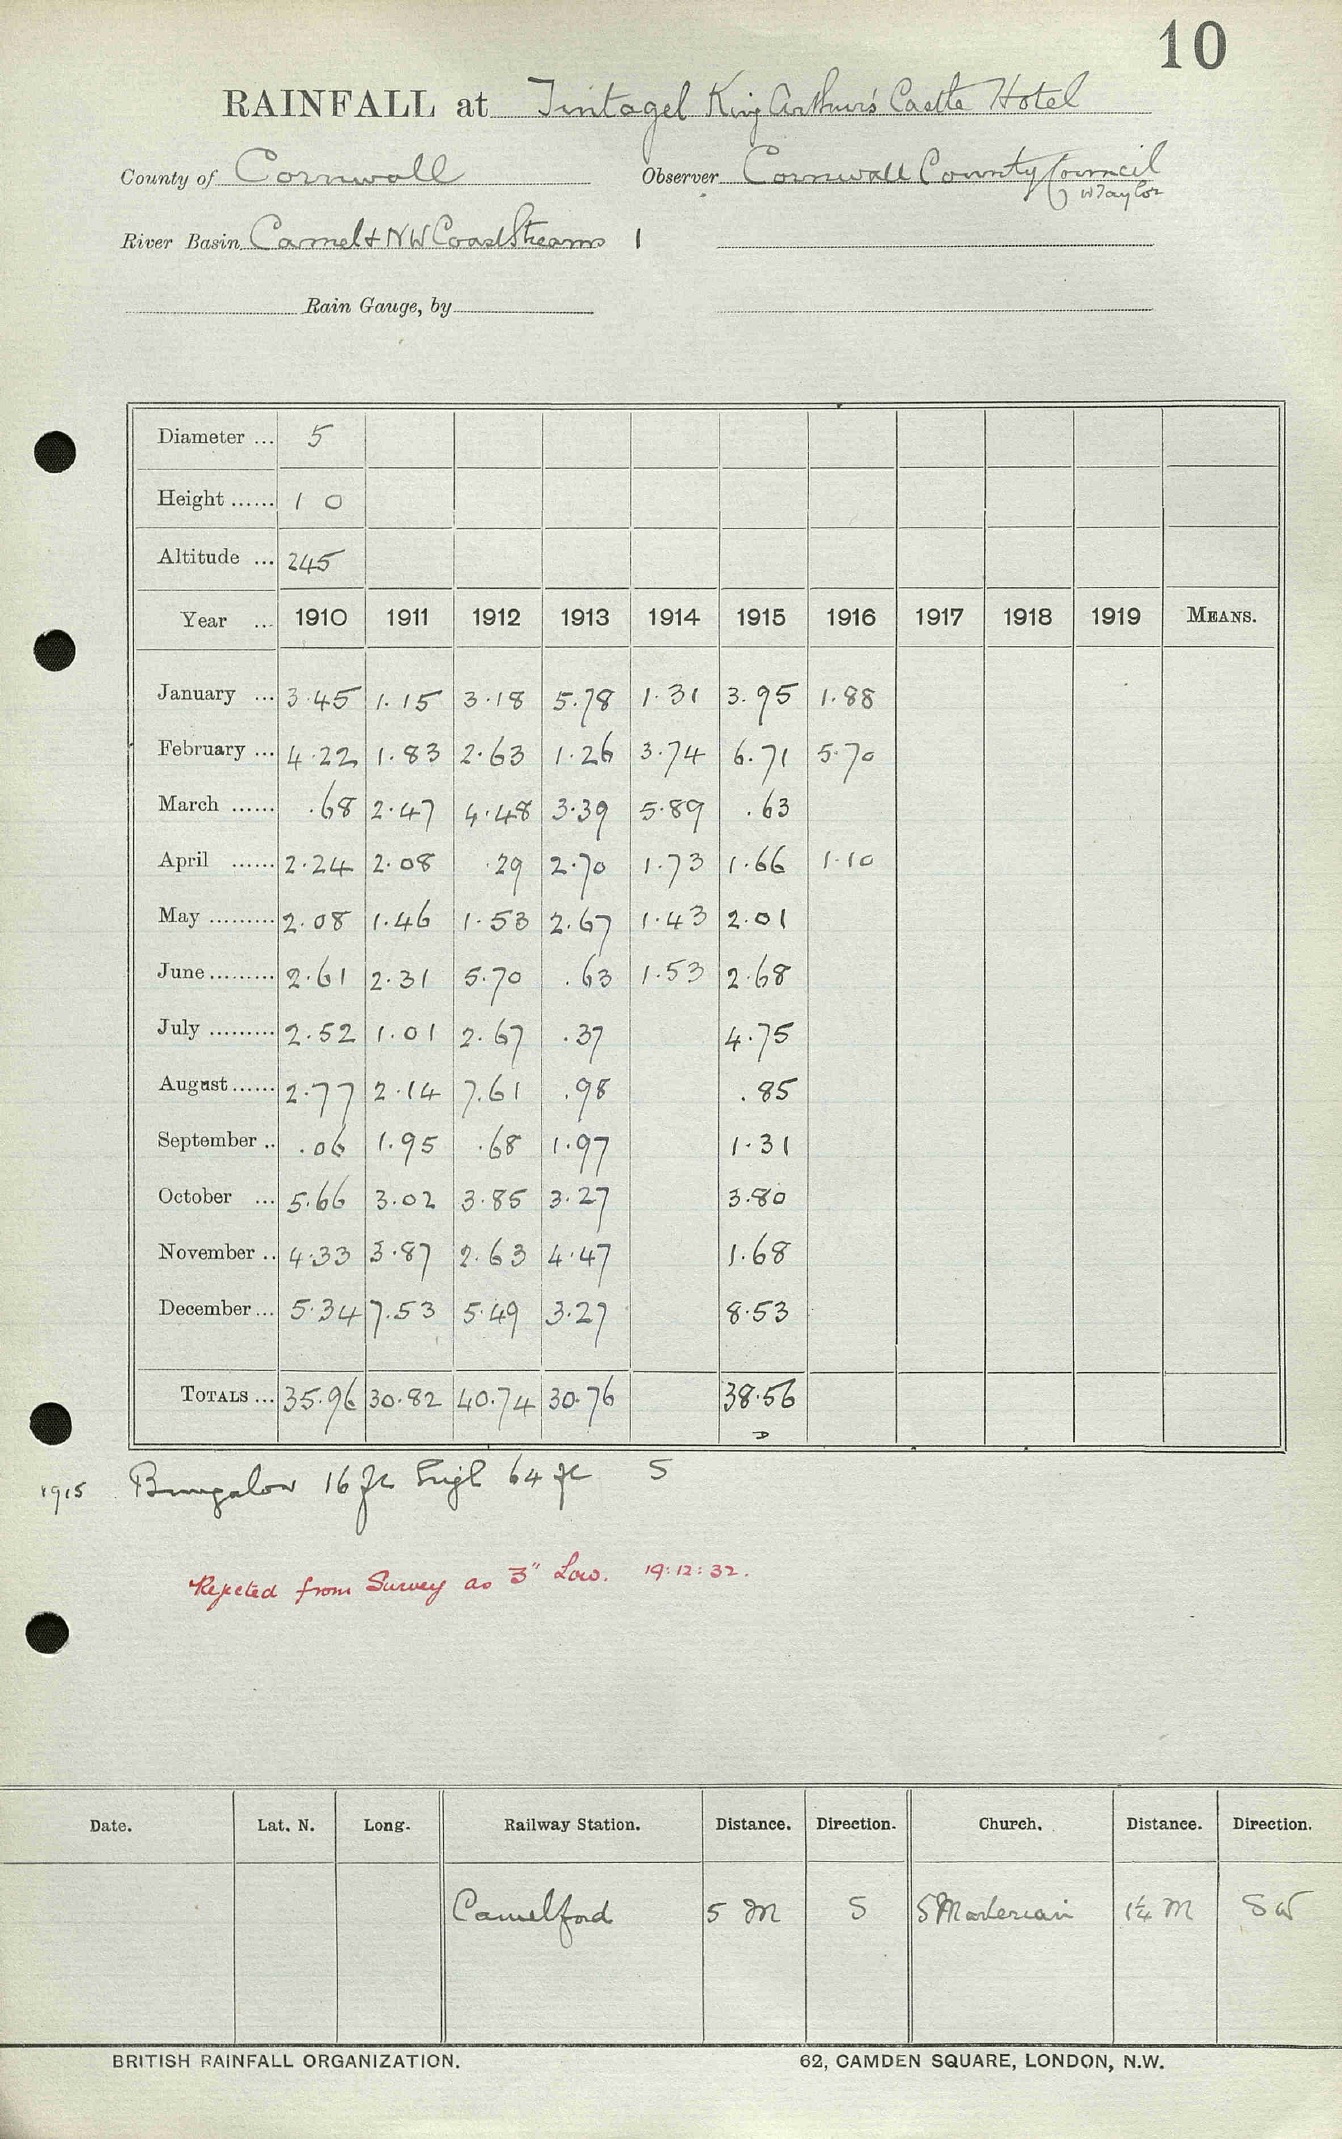 10
RAINFALL at Tintagel King Arthur's Castle Hotel
County of Cornwall Observer Cornwall County Council
W Taylor
River Basin Camel & NW Coast Streams 1
Rain Gauge, by
Diameter ... 5
Height ...... 1 0
Altitude ... 245
Year ... 1910 1911 1912 1913 1914 1915 1916 1917 1918 1919 MEANS.
January ... 3.45 1.15 3.18 5.78 1.31 3.95 1.88
February ... 4.22 1.83 2.63 1.26 3.74 6.71 5.70
March ...... .68 2.47 4.48 3.39 5.89 .63
April ...... 2.24 2.08 .29 2.70 1.73 1.66 1.10
May ......... 2.08 1.46 1.53 2.67 1.43 2.01
June ......... 2.61 2.31 5.70 .63 1.53 2.68
July ......... 2.52 1.01 2.67 .37 4.75
August ...... 2.77 2.14 7.61 .98 .85
September .. .06 1.95 .68 1.97 1.31
October ... 5.66 3.02 3.85 3.27 3.80
November .. 4.33 3.87 2.63 4.47 1.68
December ... 5.34 7.53 5.49 3.27 8.53
TOTALS ... 35.96 30.82 40.74 30.76 38.56
D
1915 Bungalow 16 ft high 64 ft S
Rejected from Survey as 3" Low. 19:12:32.
Date. Lat. N. Long. Railway Station. Distance. Direction. Church. Distance. Direction.
Camelford 5 M S 1¼ M SW
BRITISH RAINFALL ORGANIZATION. 62, CAMDEN SQUARE, LONDON, N.W.